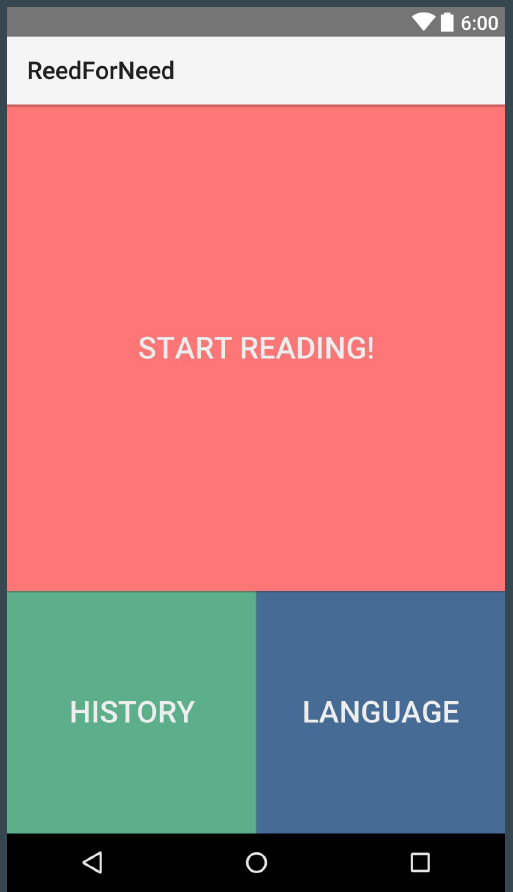 6:00
ReedForNeed
START READING!
HISTORY
LANGUAGE